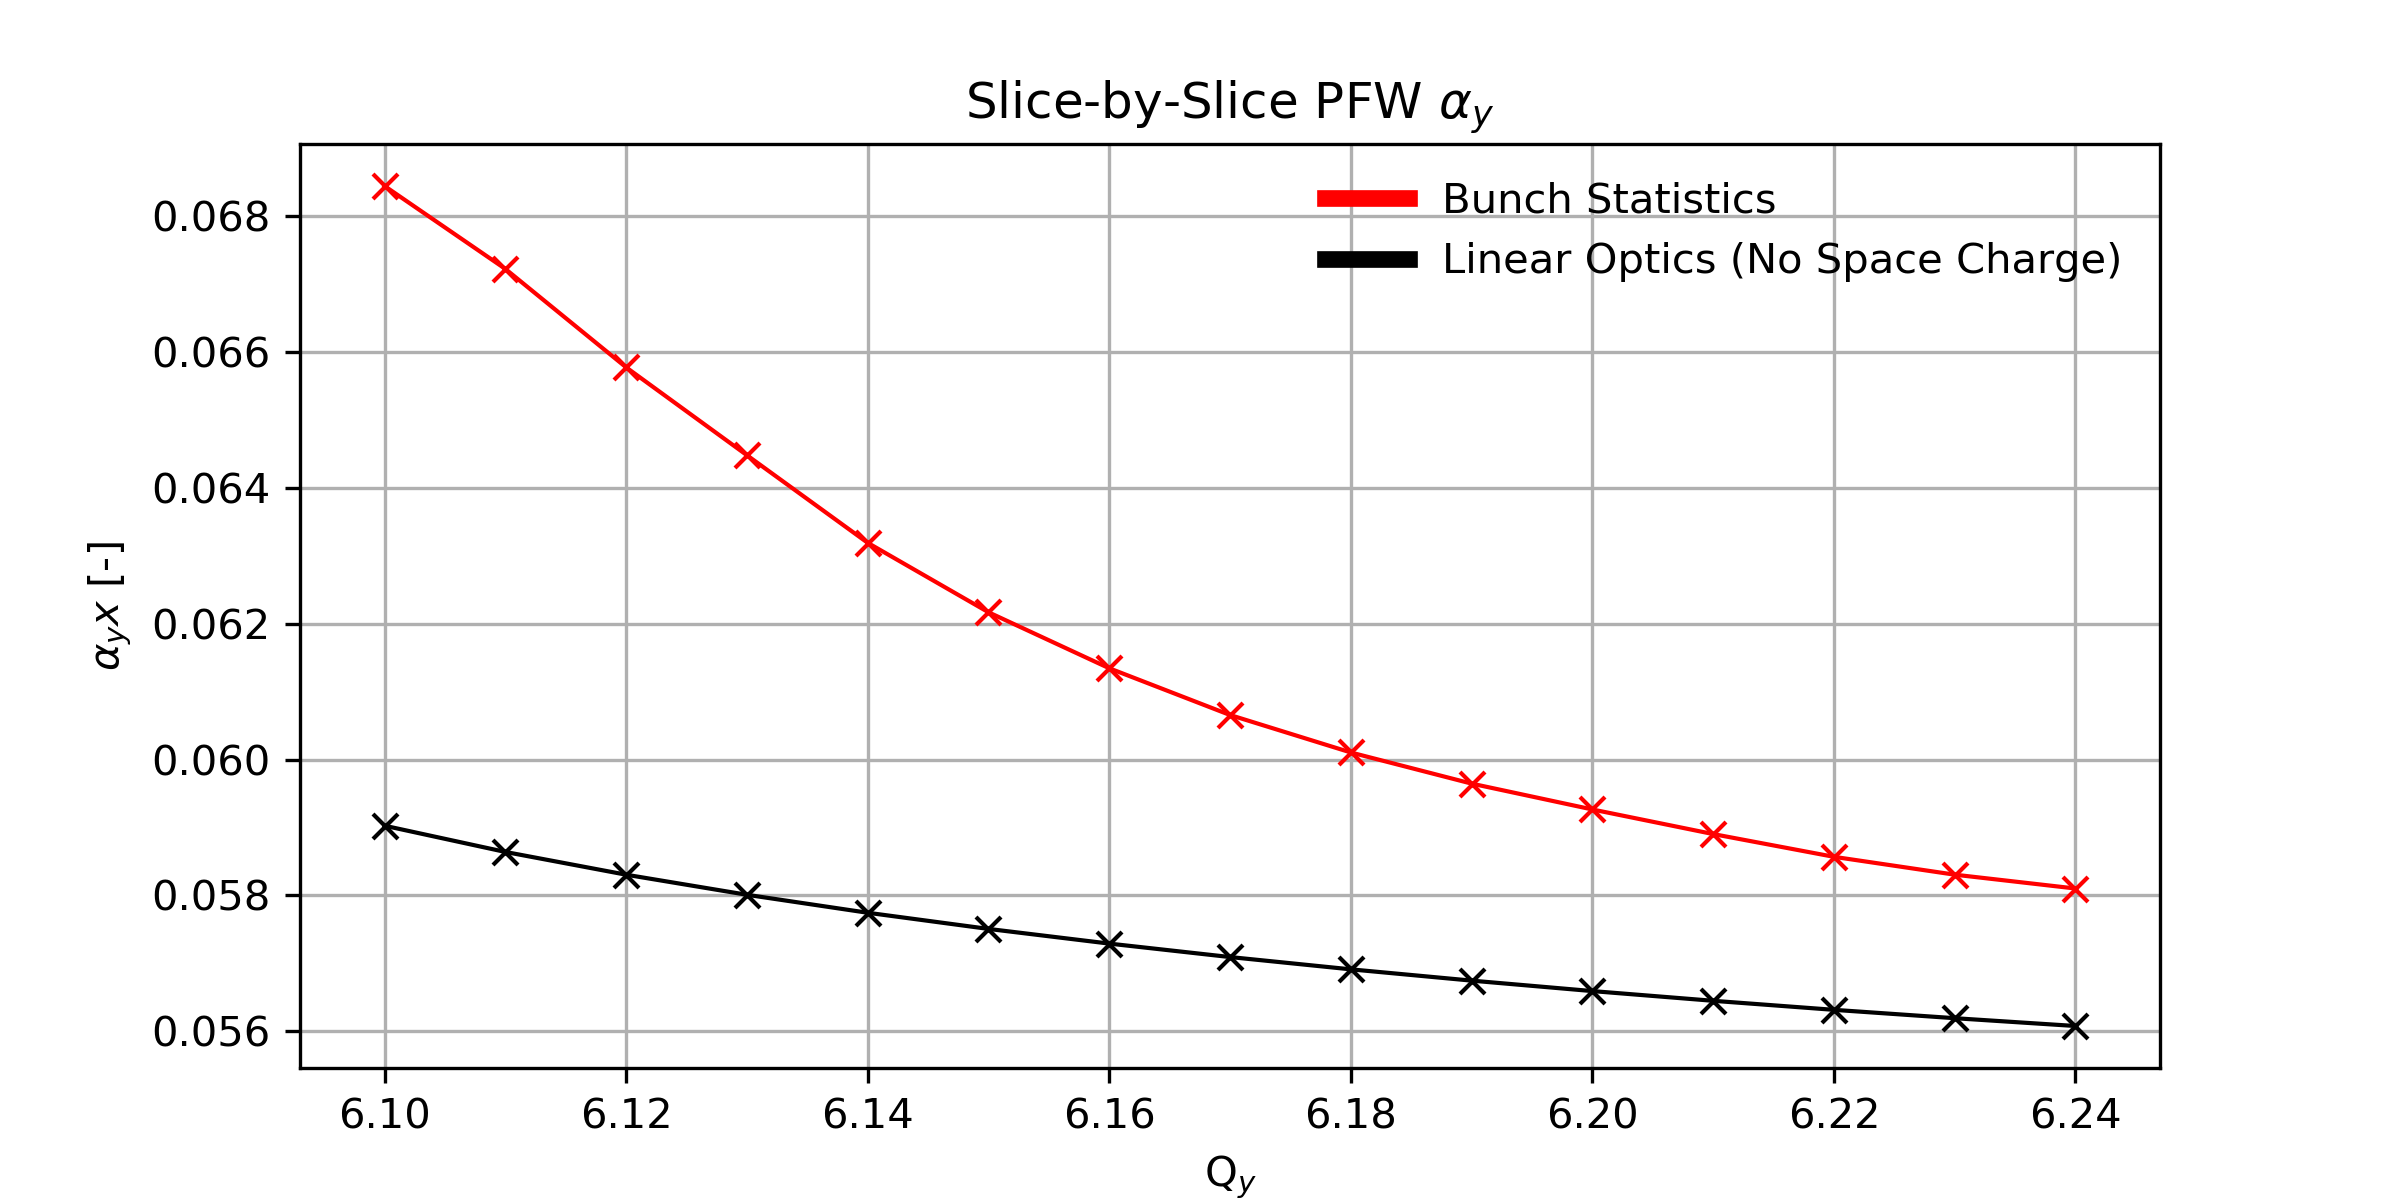 Slice-by-Slice PFW αy
Bunch Statistics
Linear Optics (No Space Charge)
αyx [-]
0.068
0.066
0.064
0.062
0.060
0.058
0.056
6.10 6.12 6.14 6.16 6.18 6.20 6.22 6.24
Qy